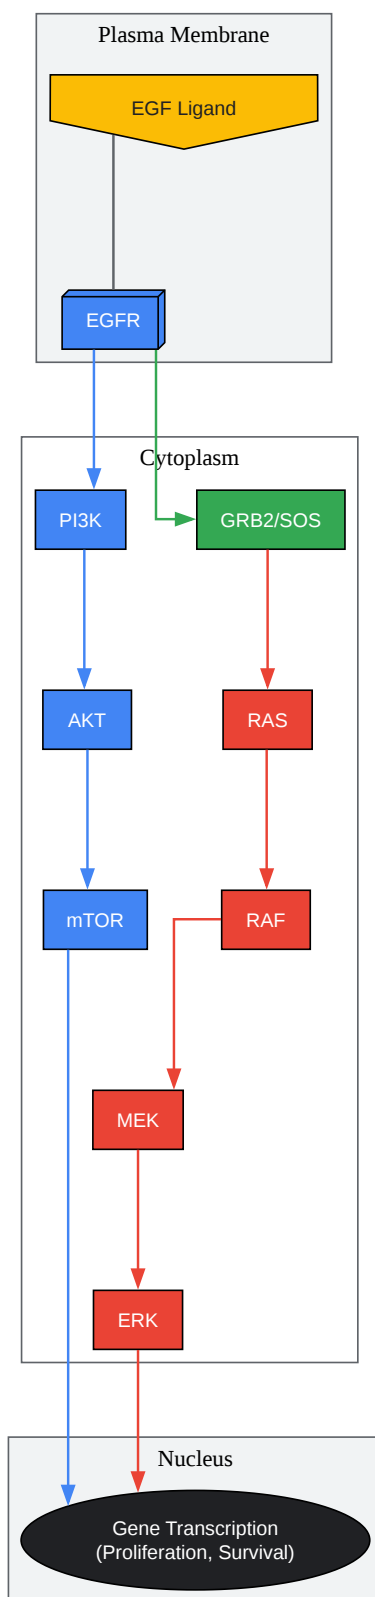 Plasma Membrane
EGF Ligand
EGFR
Cytoplasm
PI3K
GRB2/SOS
AKT
RAS
mTOR
RAF
MEK
ERK
Nucleus
Gene Transcription
(Proliferation, Survival)